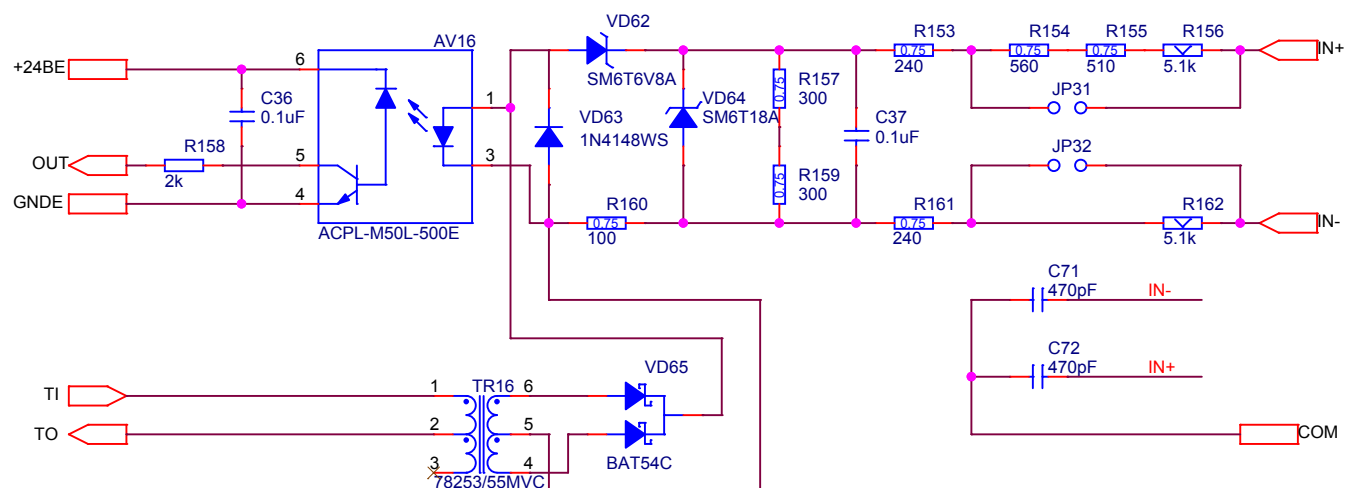 VD62
SM6T6V8A
R153
0.75
240
R154
0.75
560
R155
0.75
510
R156
5.1k
IN+
AV16
+24BE
6
C36
0.1uF
1
VD63
1N4148WS
VD64
SM6T18A
R157
0.75
300
C37
0.1uF
JP31
OUT
R158
2k
5
3
GNDE
4
ACPL-M50L-500E
R159
0.75
300
JP32
R160
0.75
100
R161
0.75
240
R162
5.1k
IN-
C71
470pF
IN-
C72
470pF
IN+
COM
TI
TO
1
2
3
TR16
6
5
4
78253/55MVC
VD65
BAT54C